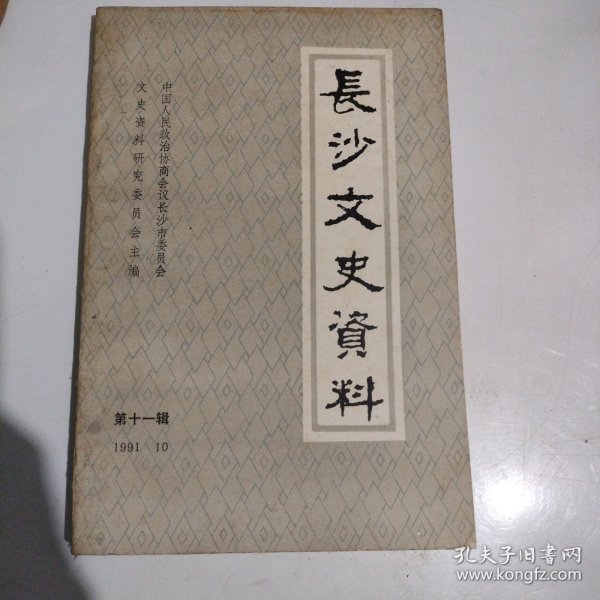 長沙文史資料
中国人民政治协商会议长沙市委员会
文史资料研究委员会主编
第十一辑
1991 10
孔夫子旧书网
www.kongfz.com